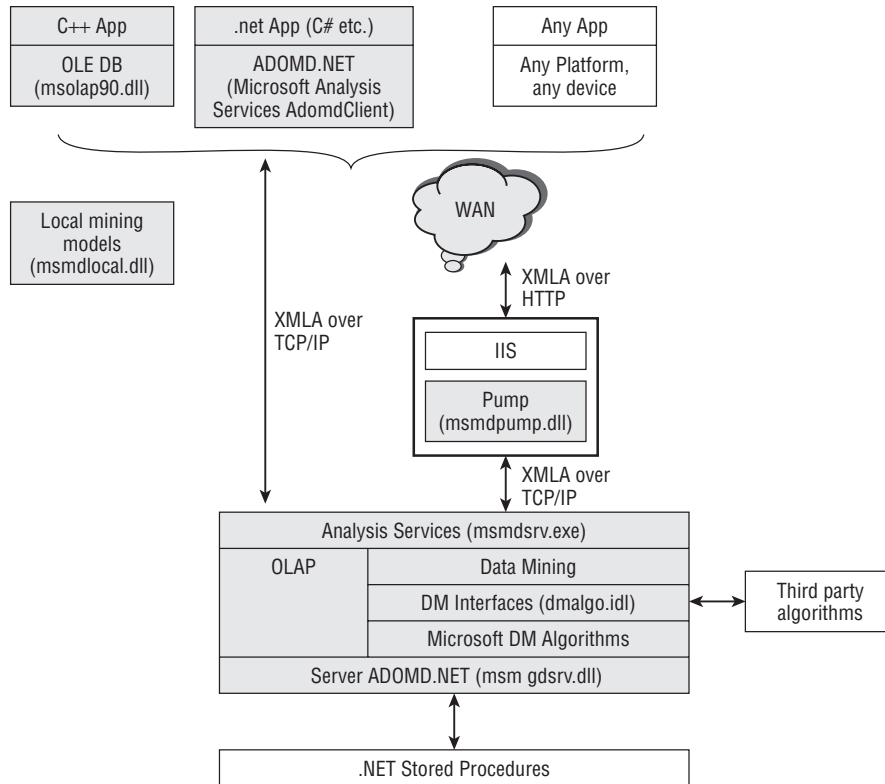 C++ App
OLE DB
(msolap90.dll)
.net App (C# etc.)
ADOMD.NET
(Microsoft Analysis
Services AdomdClient)
Any App
Any Platform,
any device
Local mining
models
(msmdlocal.dll)
WAN
XMLA over
HTTP
XMLA over
TCP/IP
IIS
Pump
(msmdpump.dll)
XMLA over
TCP/IP
Analysis Services (msmdsrv.exe)
OLAP
Data Mining
DM Interfaces (dmalgo.idl)
Microsoft DM Algorithms
Third party
algorithms
Server ADOMD.NET (msm gdsrv.dll)
.NET Stored Procedures